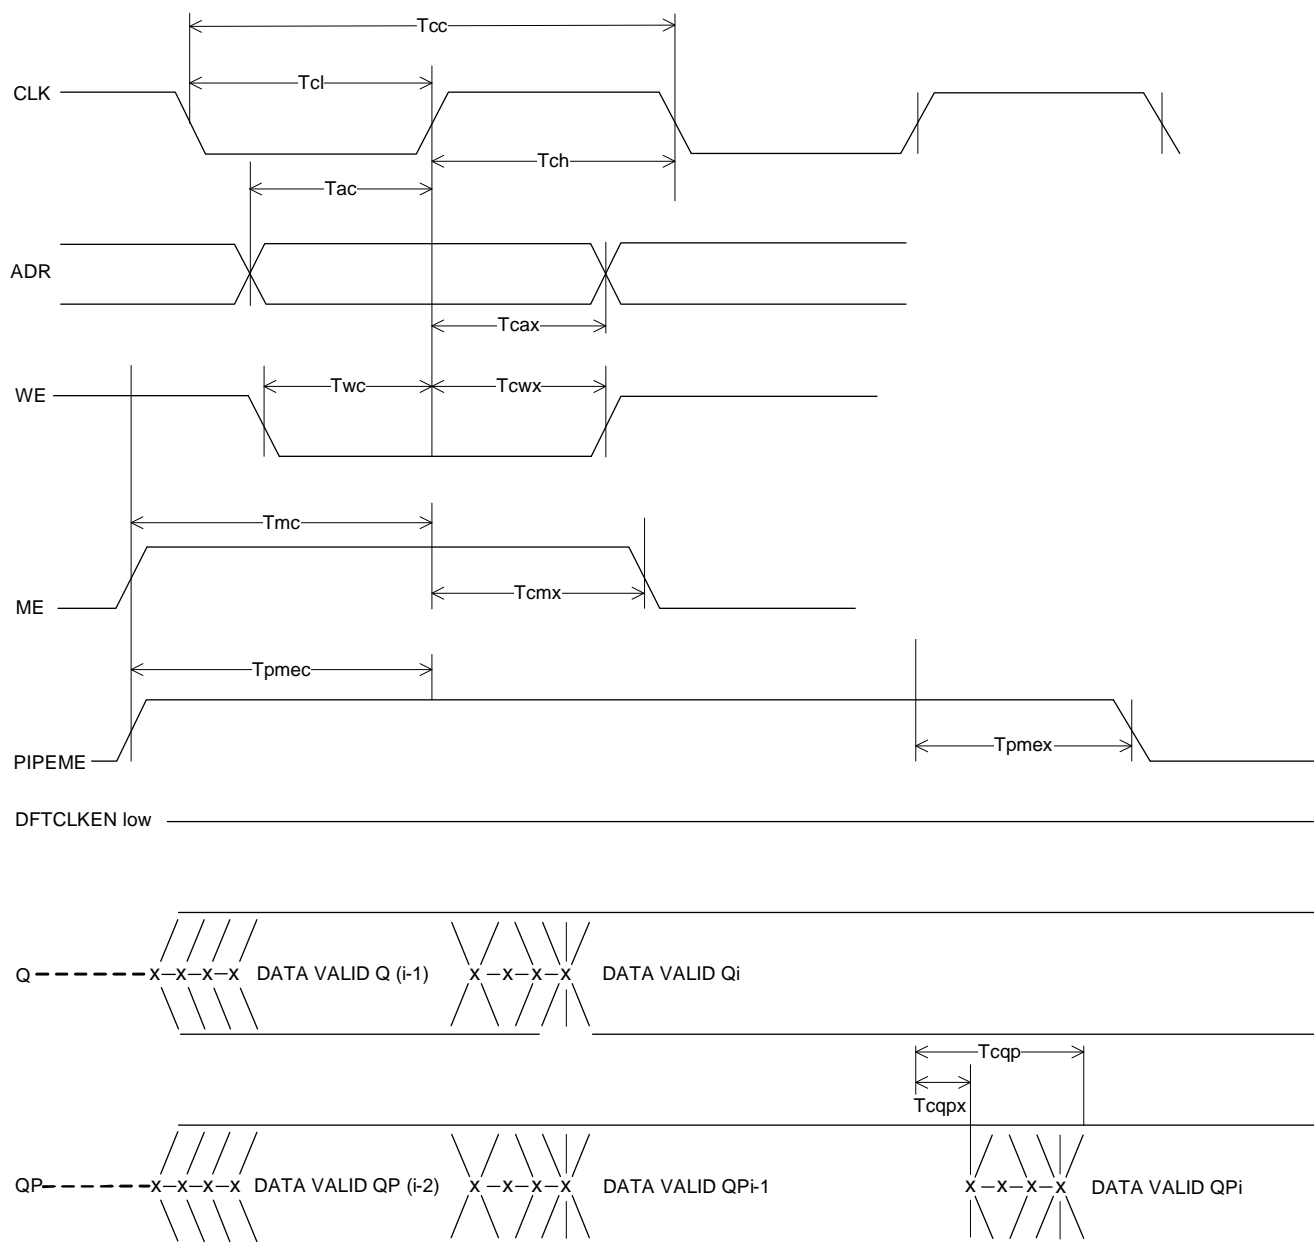 Tcc
Tcl
CLK
Tch
Tac
ADR
Tcax
Twc
Tcwx
WE
Tmc
Tcmx
ME
Tpmec
Tpmex
PIPEME
DFTCLKEN low
Q x x x x DATA VALID Q (i-1) x x x x DATA VALID Qi
Tcqp
Tcqpx
QP x x x x DATA VALID QP (i-2) x x x x DATA VALID QPi-1 x x x x DATA VALID QPi